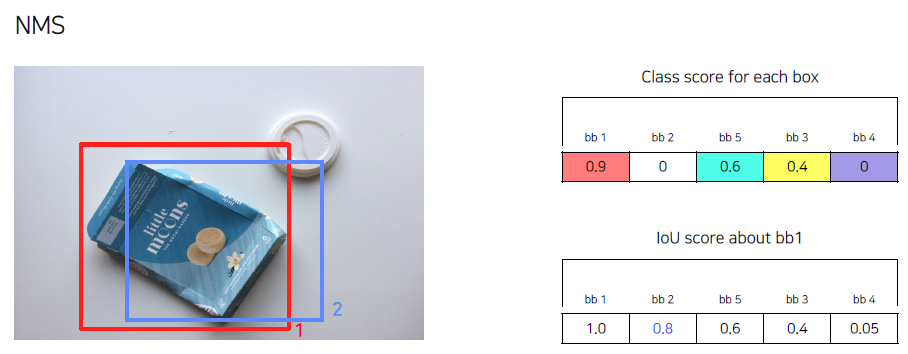 NMS
little
moons
2
1
Class score for each box
bb 1 bb 2 bb 5 bb 3 bb 4
0.9 0 0.6 0.4 0
IoU score about bb1
bb 1 bb 2 bb 5 bb 3 bb 4
1.0 0.8 0.6 0.4 0.05